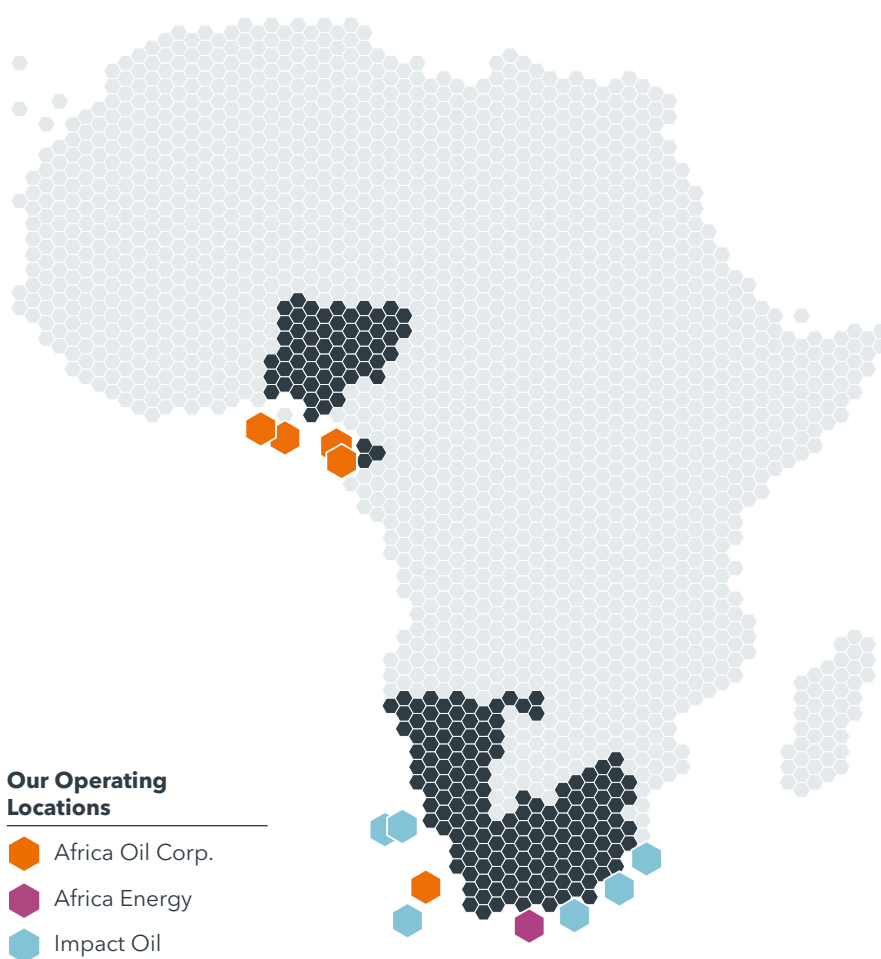 Our Operating
Locations
Africa Oil Corp.
Africa Energy
Impact Oil